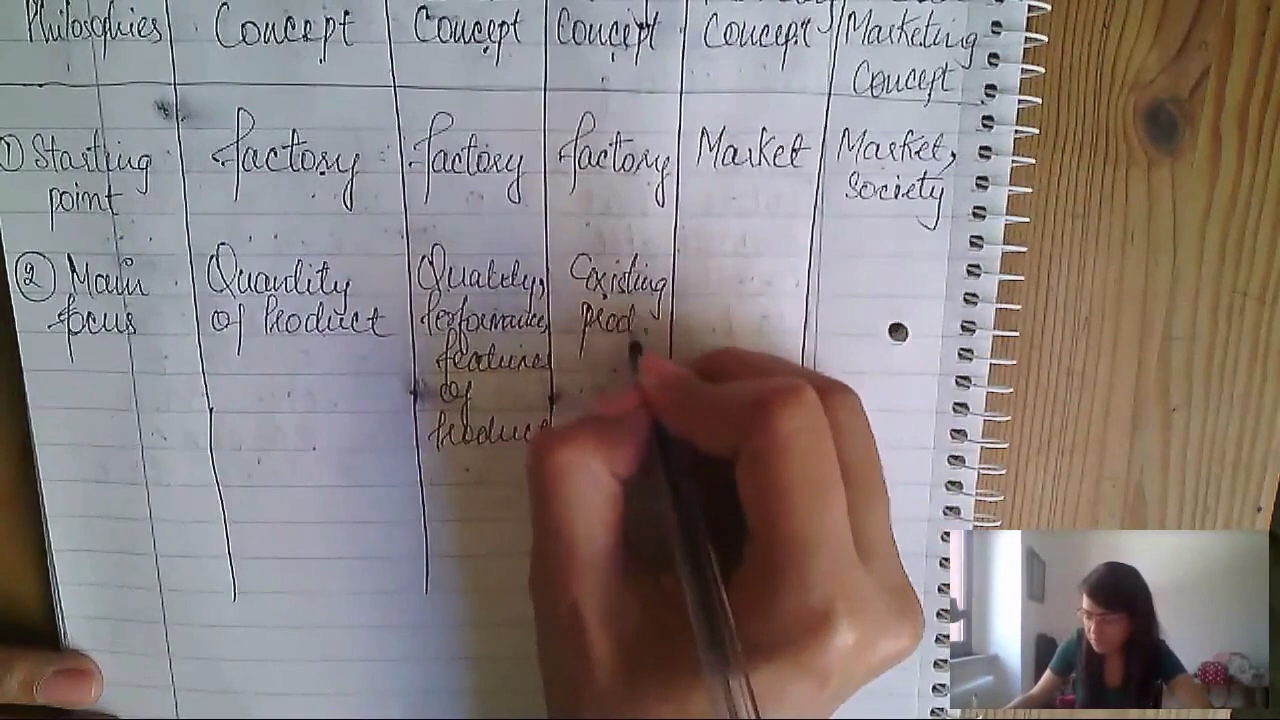 Philosophies Concept Concept Concept Concept Marketing
Concept
① Starting factory factory factory Market Market,
point society
② Main Quantity Quality, Existing
focus of Product Performance, prod
features
of
Produc